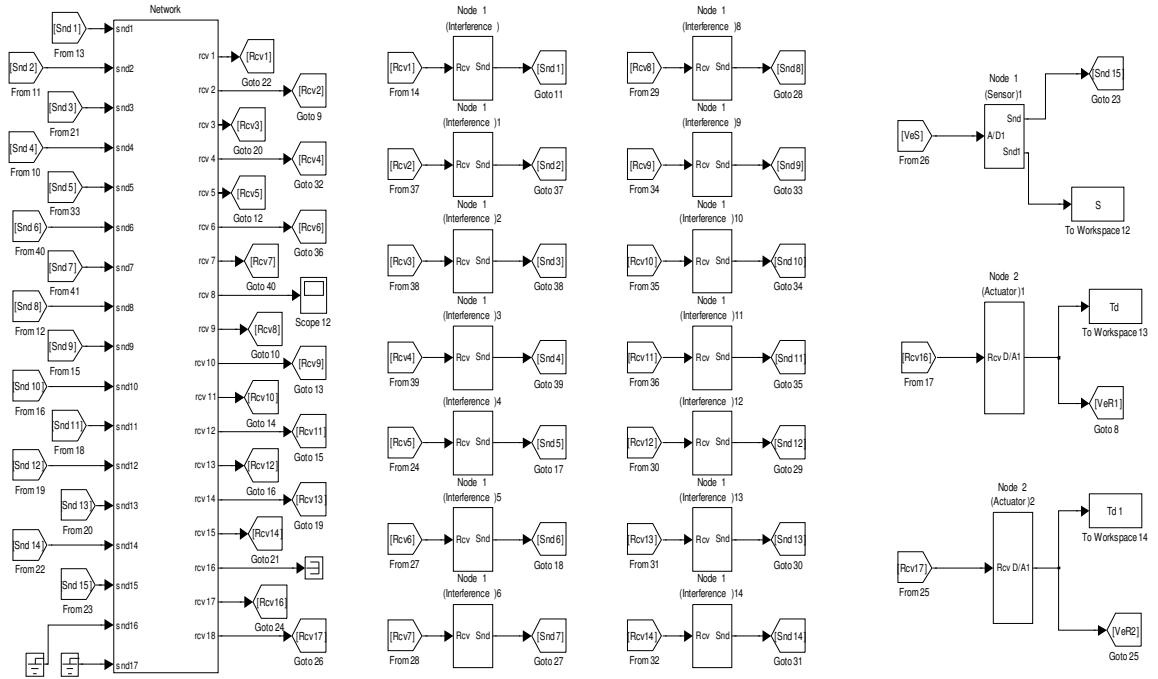 Network
[Snd 1]
From 13
snd1
[Snd 2]
From 11
snd2
[Snd 3]
From 21
snd3
[Snd 4]
From 10
snd4
[Snd 5]
From 33
snd5
[Snd 6]
From 40
snd6
[Snd 7]
From 41
snd7
[Snd 8]
From 12
snd8
[Snd 9]
From 15
snd9
[Snd 10]
From 16
snd10
[Snd 11]
From 18
snd11
[Snd 12]
From 19
snd12
[Snd 13]
From 20
snd13
[Snd 14]
From 22
snd14
[Snd 15]
From 23
snd15
snd16
snd17
rcv 1
[Rcv1]
Goto 22
rcv 2
[Rcv2]
Goto 9
rcv 3
[Rcv3]
Goto 20
rcv 4
[Rcv4]
Goto 32
rcv 5
[Rcv5]
Goto 12
rcv 6
[Rcv6]
Goto 36
rcv 7
[Rcv7]
Goto 40
rcv 8
Scope 12
rcv 9
[Rcv8]
Goto 10
rcv 10
[Rcv9]
Goto 13
rcv 11
[Rcv10]
Goto 14
rcv 12
[Rcv11]
Goto 15
rcv 13
[Rcv12]
Goto 16
rcv 14
[Rcv13]
Goto 19
rcv 15
[Rcv14]
Goto 21
rcv 16
rcv 17
[Rcv16]
Goto 24
rcv 18
[Rcv17]
Goto 26
Node 1
(Interference )
[Rcv1]
Rcv Snd
[Snd 1]
From 14
Goto 11
Node 1
(Interference )1
[Rcv2]
Rcv Snd
[Snd 2]
From 37
Goto 37
Node 1
(Interference )2
[Rcv3]
Rcv Snd
[Snd 3]
From 38
Goto 38
Node 1
(Interference )3
[Rcv4]
Rcv Snd
[Snd 4]
From 39
Goto 39
Node 1
(Interference )4
[Rcv5]
Rcv Snd
[Snd 5]
From 24
Goto 17
Node 1
(Interference )5
[Rcv6]
Rcv Snd
[Snd 6]
From 27
Goto 18
Node 1
(Interference )6
[Rcv7]
Rcv Snd
[Snd 7]
From 28
Goto 27
Node 1
(Interference )8
[Rcv8]
Rcv Snd
[Snd 8]
From 29
Goto 28
Node 1
(Interference )9
[Rcv9]
Rcv Snd
[Snd 9]
From 34
Goto 33
Node 1
(Interference )10
[Rcv10]
Rcv Snd
[Snd 10]
From 35
Goto 34
Node 1
(Interference )11
[Rcv11]
Rcv Snd
[Snd 11]
From 36
Goto 35
Node 1
(Interference )12
[Rcv12]
Rcv Snd
[Snd 12]
From 30
Goto 29
Node 1
(Interference )13
[Rcv13]
Rcv Snd
[Snd 13]
From 31
Goto 30
Node 1
(Interference )14
[Rcv14]
Rcv Snd
[Snd 14]
From 32
Goto 31
Node 1
(Sensor )1
[VeS]
From 26
A/D1
Snd
Snd1
[Snd 15]
Goto 23
S
To Workspace 12
Node 2
(Actuator )1
[Rcv16]
From 17
Rcv D/A1
Td
To Workspace 13
[VeR1]
Goto 8
Node 2
(Actuator )2
[Rcv17]
From 25
Rcv D/A1
Td 1
To Workspace 14
[VeR2]
Goto 25